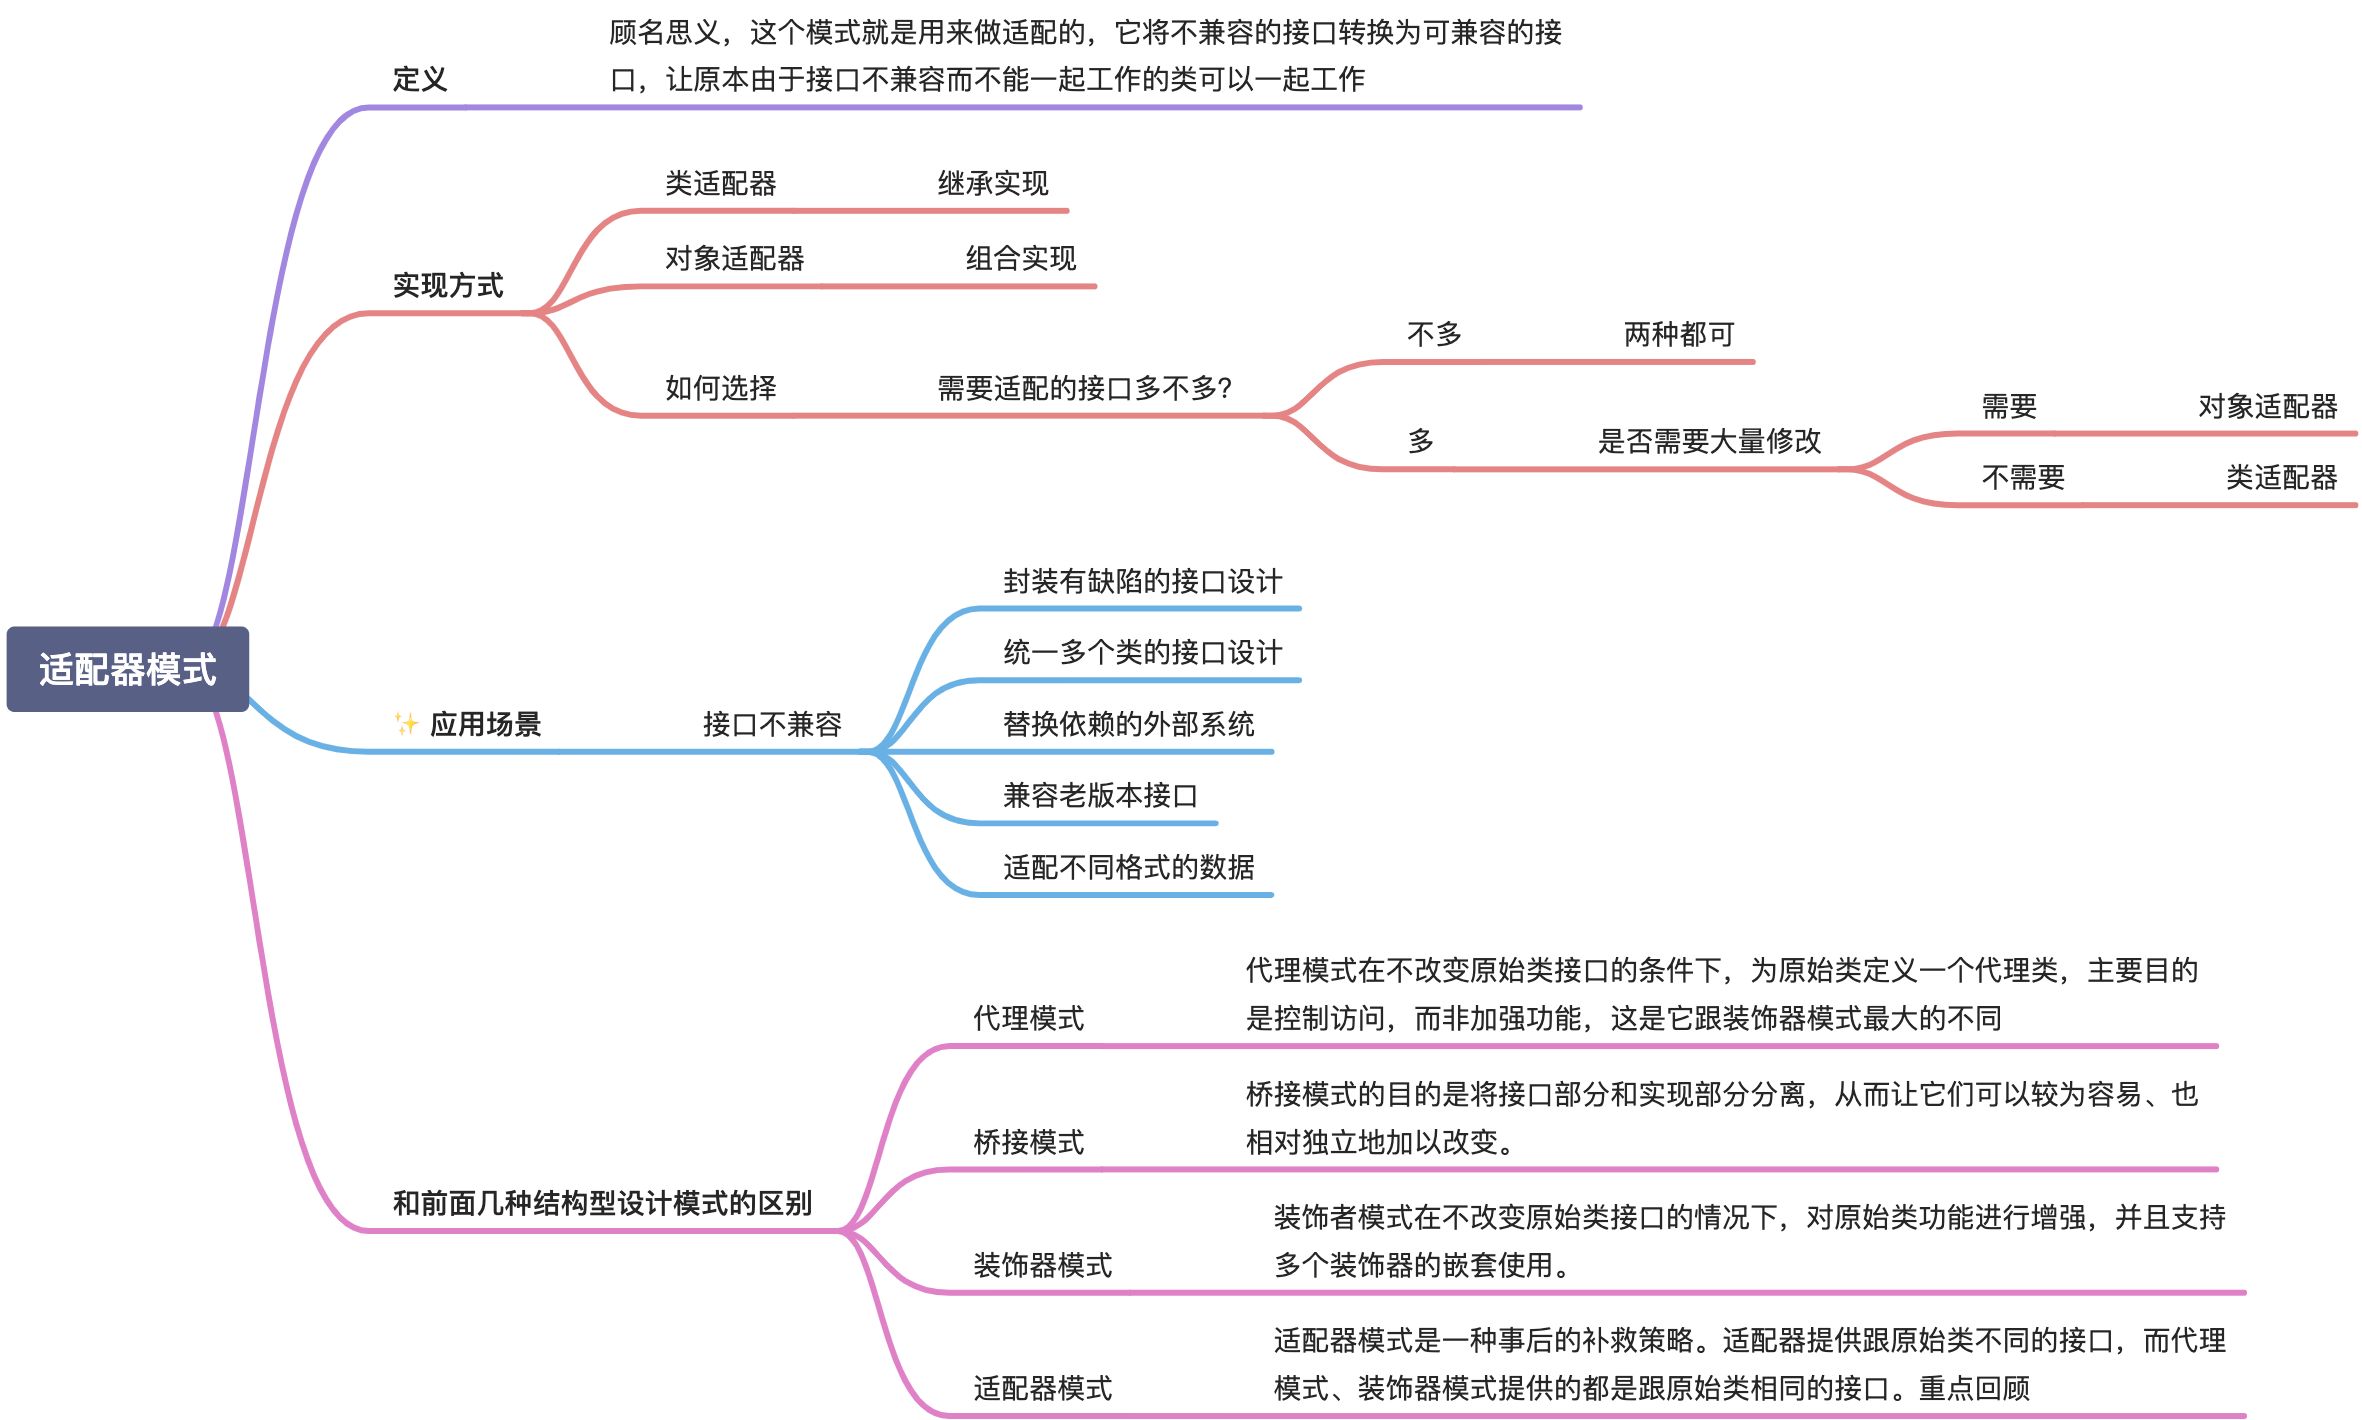 适配器模式
定义
顾名思义，这个模式就是用来做适配的，它将不兼容的接口转换为可兼容的接
口，让原本由于接口不兼容而不能一起工作的类可以一起工作
实现方式
类适配器
继承实现
对象适配器
组合实现
如何选择
需要适配的接口多不多？
不多
两种都可
多
是否需要大量修改
需要
对象适配器
不需要
类适配器
✨ 应用场景
接口不兼容
封装有缺陷的接口设计
统一多个类的接口设计
替换依赖的外部系统
兼容老版本接口
适配不同格式的数据
和前面几种结构型设计模式的区别
代理模式
代理模式在不改变原始类接口的条件下，为原始类定义一个代理类，主要目的
是控制访问，而非加强功能，这是它跟装饰器模式最大的不同
桥接模式
桥接模式的目的是将接口部分和实现部分分离，从而让它们可以较为容易、也
相对独立地加以改变。
装饰器模式
装饰者模式在不改变原始类接口的情况下，对原始类功能进行增强，并且支持
多个装饰器的嵌套使用。
适配器模式
适配器模式是一种事后的补救策略。适配器提供跟原始类不同的接口，而代理
模式、装饰器模式提供的都是跟原始类相同的接口。重点回顾